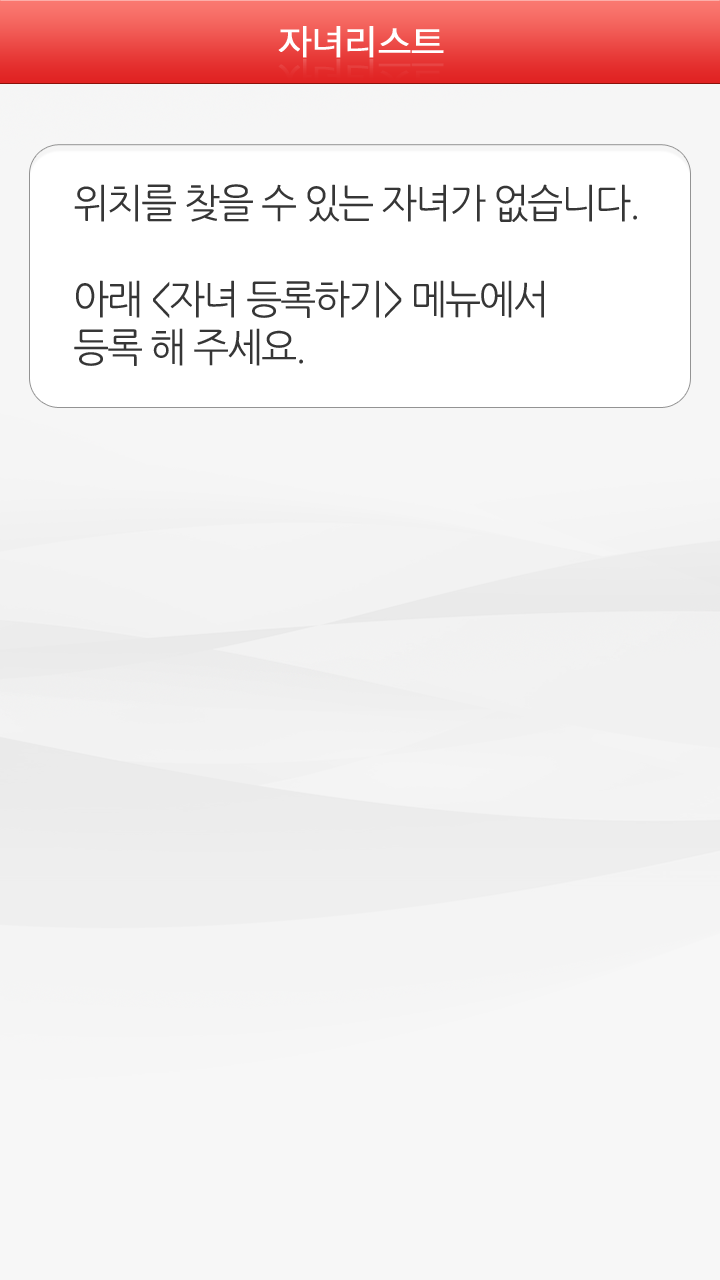 자녀리스트
위치를 찾을 수 있는 자녀가 없습니다.
아래 <자녀 등록하기> 메뉴에서
등록 해 주세요.